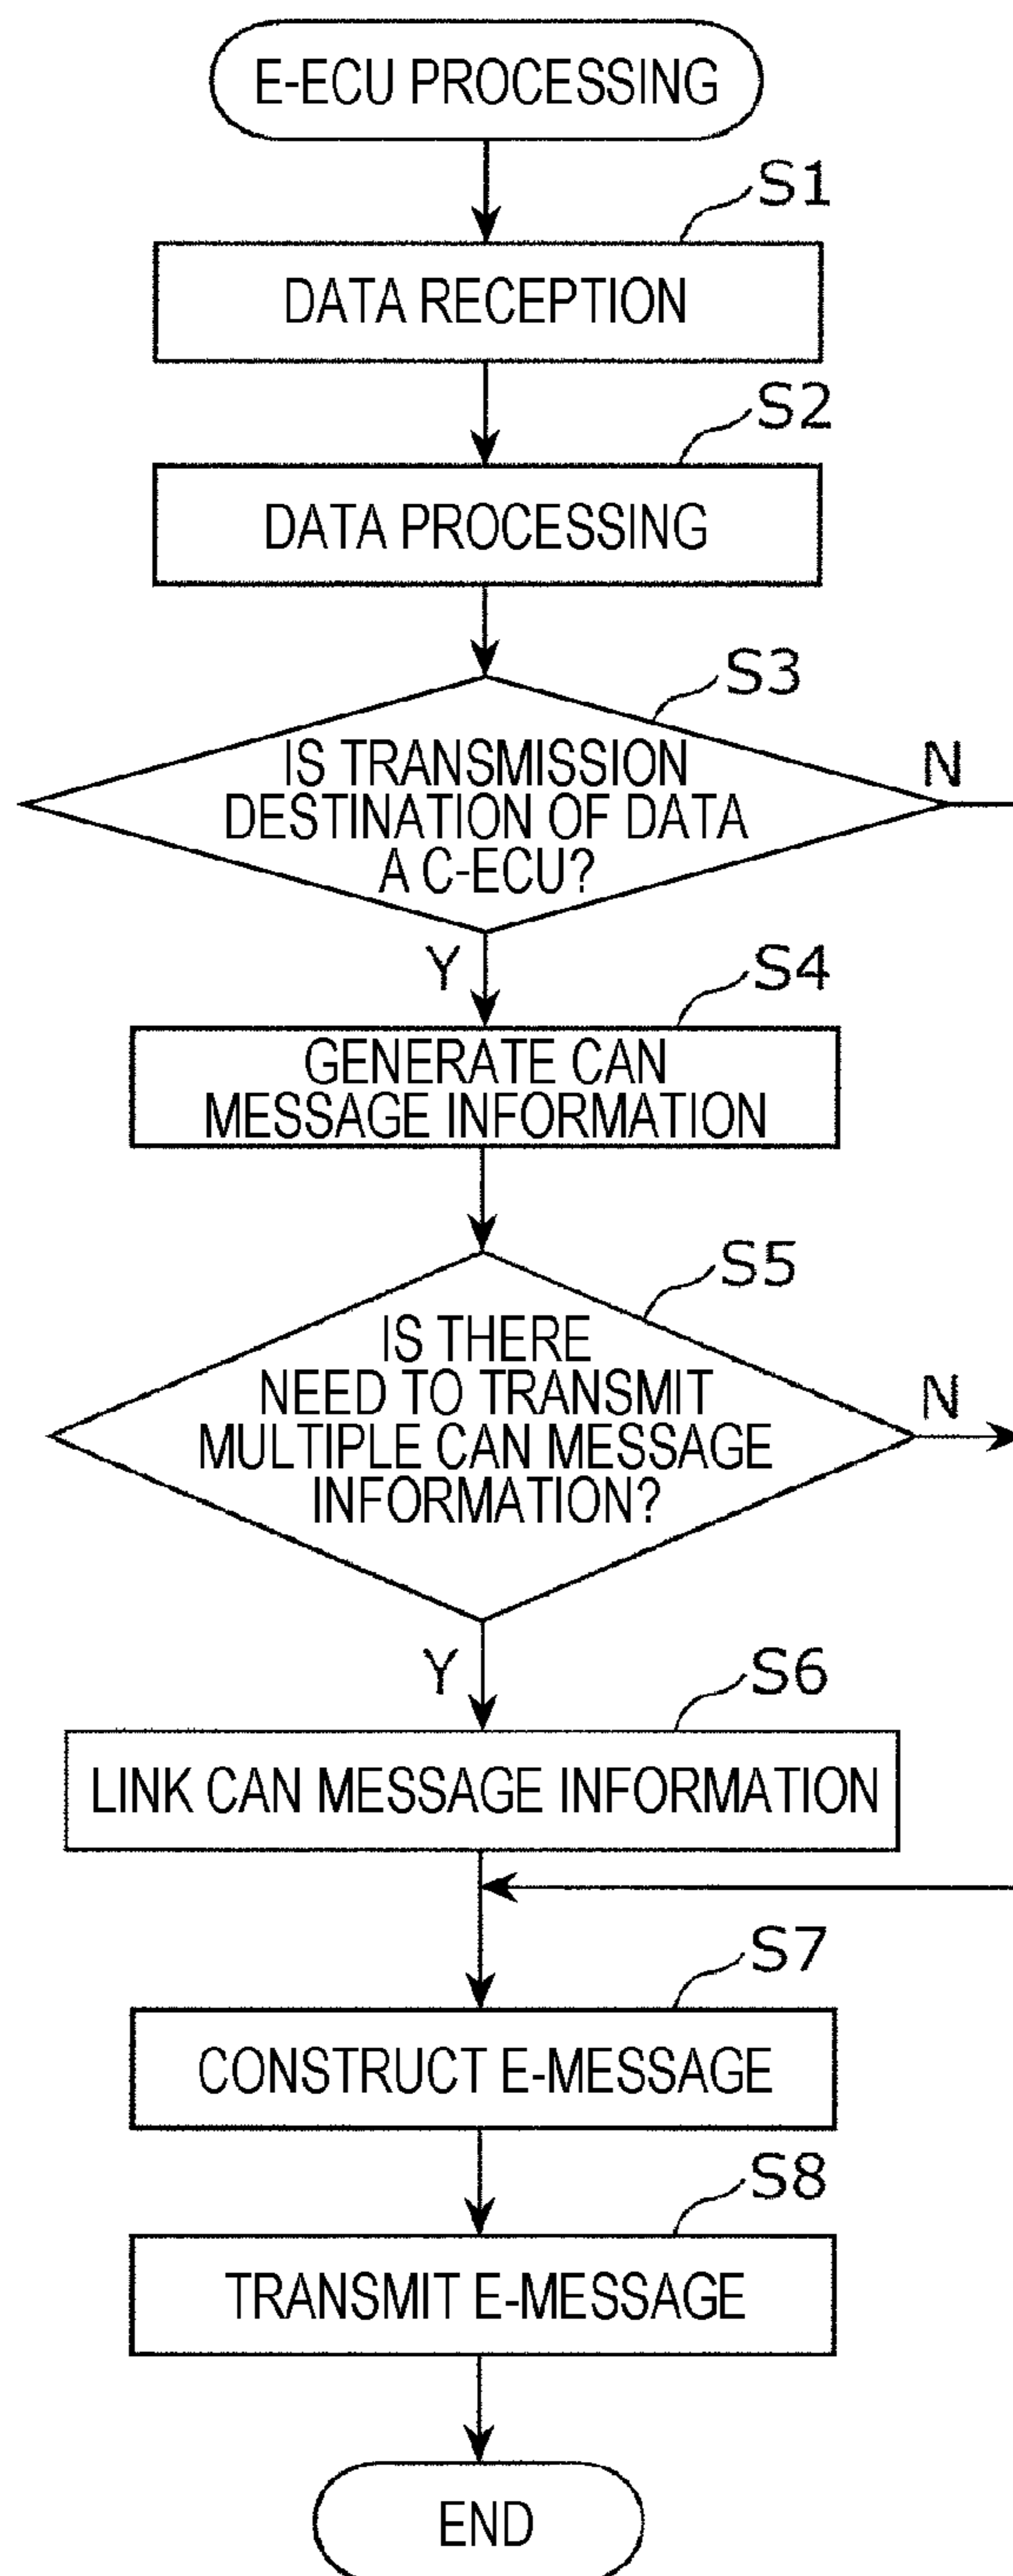 E-ECU PROCESSING
S1
DATA RECEPTION
S2
DATA PROCESSING
S3
IS TRANSMISSION
DESTINATION OF DATA
A C-ECU?
N
Y
S4
GENERATE CAN
MESSAGE INFORMATION
S5
IS THERE
NEED TO TRANSMIT
MULTIPLE CAN MESSAGE
INFORMATION?
N
Y
S6
LINK CAN MESSAGE INFORMATION
S7
CONSTRUCT E-MESSAGE
S8
TRANSMIT E-MESSAGE
END